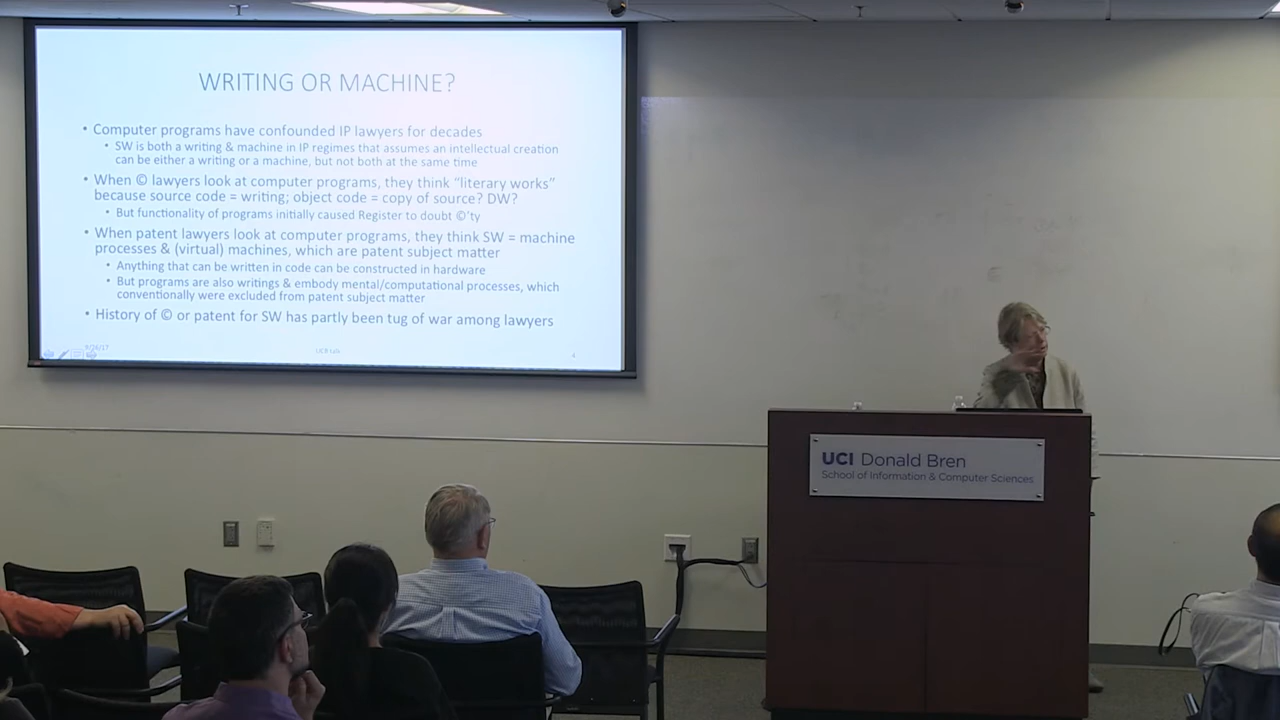 WRITING OR MACHINE?
• Computer programs have confounded IP lawyers for decades
• SW is both a writing & machine in IP regimes that assumes an intellectual creation
can be either a writing or a machine, but not both at the same time
• When © lawyers look at computer programs, they think “literary works”
because source code = writing; object code = copy of source? DW?
• But functionality of programs initially caused Register to doubt ©’ty
• When patent lawyers look at computer programs, they think SW = machine
processes & (virtual) machines, which are patent subject matter
• Anything that can be written in code can be constructed in hardware
• But programs are also writings & embody mental/computational processes, which
conventionally were excluded from patent subject matter
• History of © or patent for SW has partly been tug of war among lawyers
9/26/17
talk
4
UCI Donald Bren
School of Information & Computer Sciences